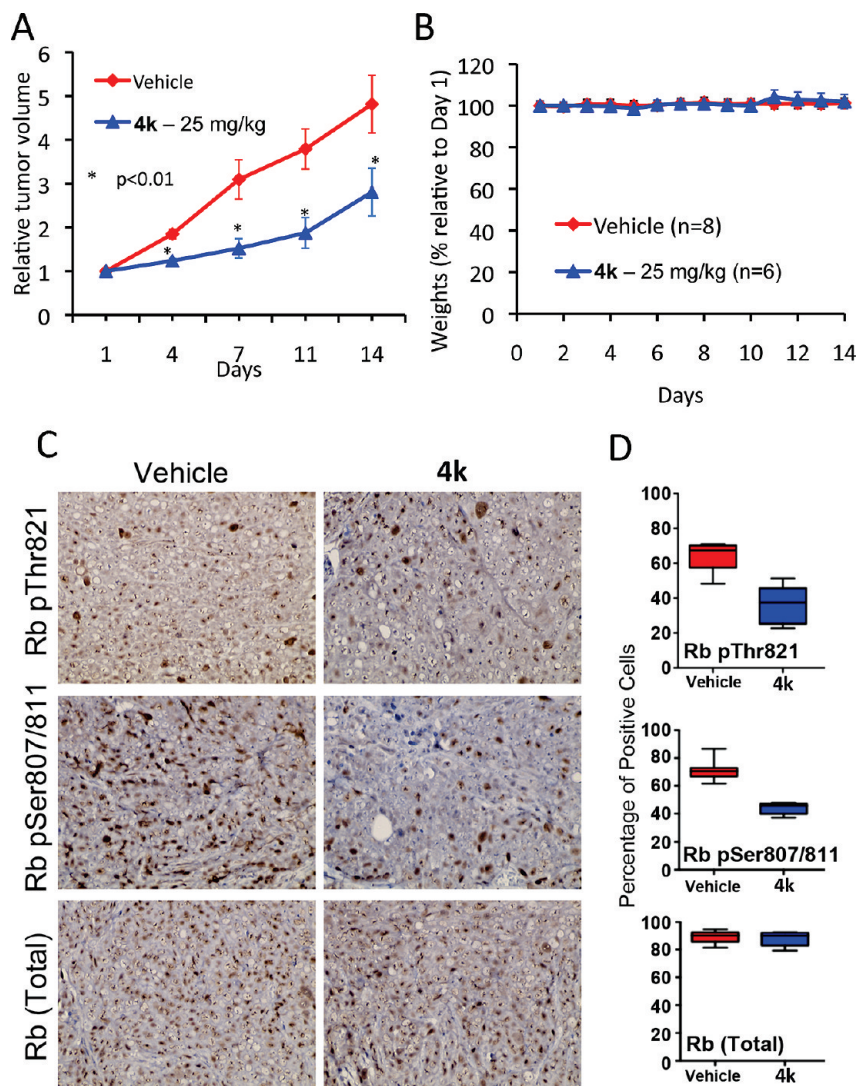 A
Relative tumor volume
6
5
4
3
2
1
0
Vehicle
4k – 25 mg/kg
* p<0.01
*
*
*
*
1 4 7 11 14
Days
B
Weights (% relative to Day 1)
120
100
80
60
40
20
0
Vehicle (n=8)
4k – 25 mg/kg (n=6)
0 2 4 6 8 10 12 14
Days
C
Vehicle 4k
Rb pThr821
Rb pSer807/811
Rb (Total)
D
Percentage of Positive Cells
100
80
60
40
20
0
Rb pThr821
Vehicle 4k
100
80
60
40
20
0
Rb pSer807/811
Vehicle 4k
100
80
60
40
20
0
Rb (Total)
Vehicle 4k